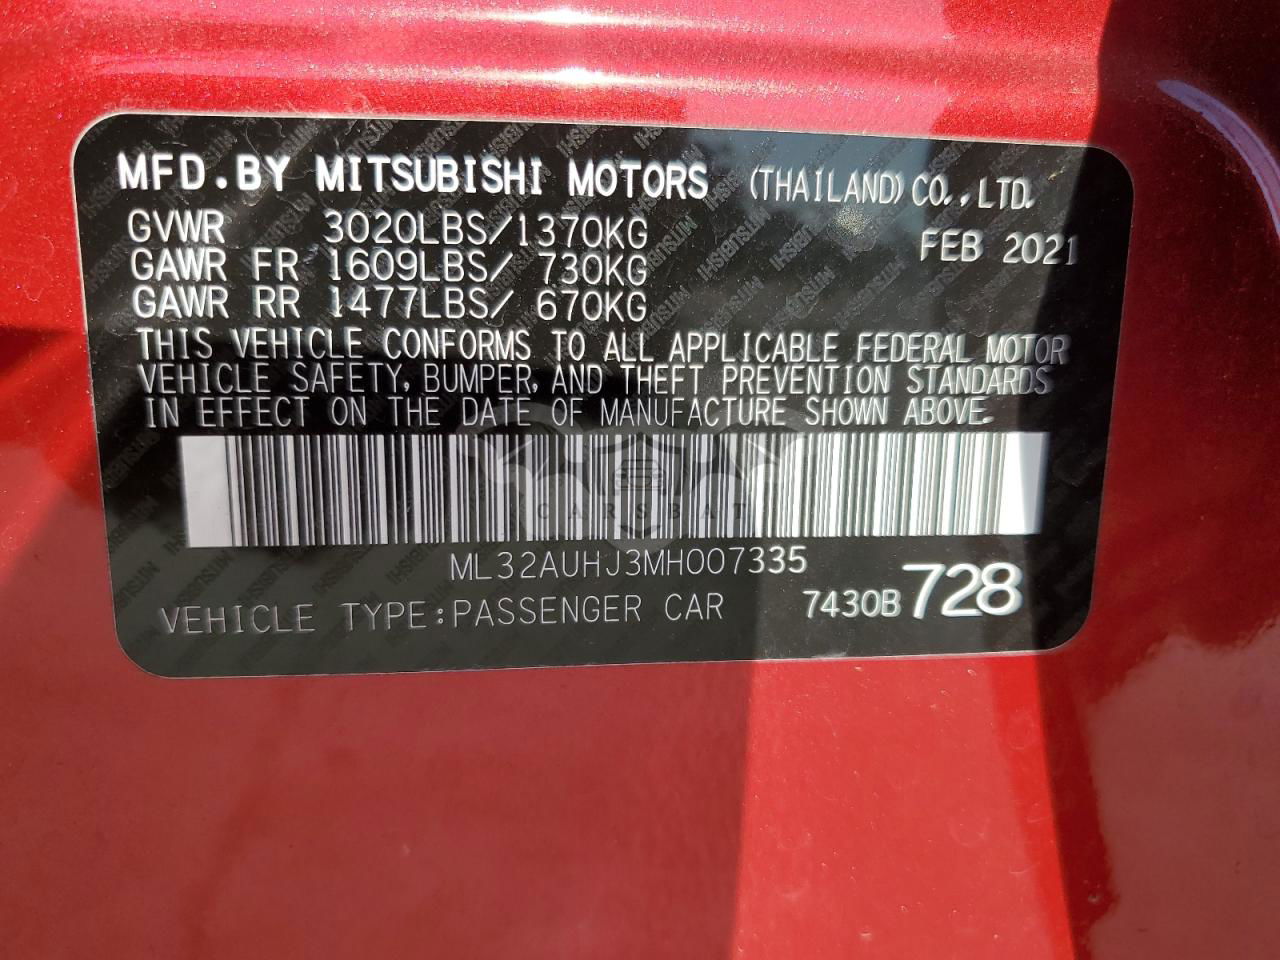 MFD.BY MITSUBISHI MOTORS (THAILAND)CO.,LTD.
GVWR 3020LBS/1370KG FEB 2021
GAWR FR 1609LBS/ 730KG
GAWR RR 1477LBS/ 670KG
THIS VEHICLE CONFORMS TO ALL APPLICABLE FEDERAL MOTOR
VEHICLE SAFETY, BUMPER, AND THEFT PREVENTION STANDARDS
IN EFFECT ON THE DATE OF MANUFACTURE SHOWN ABOVE.
CARSBAT
ML32AUHJ3MH007335
VEHICLE TYPE:PASSENGER CAR 7430B 728